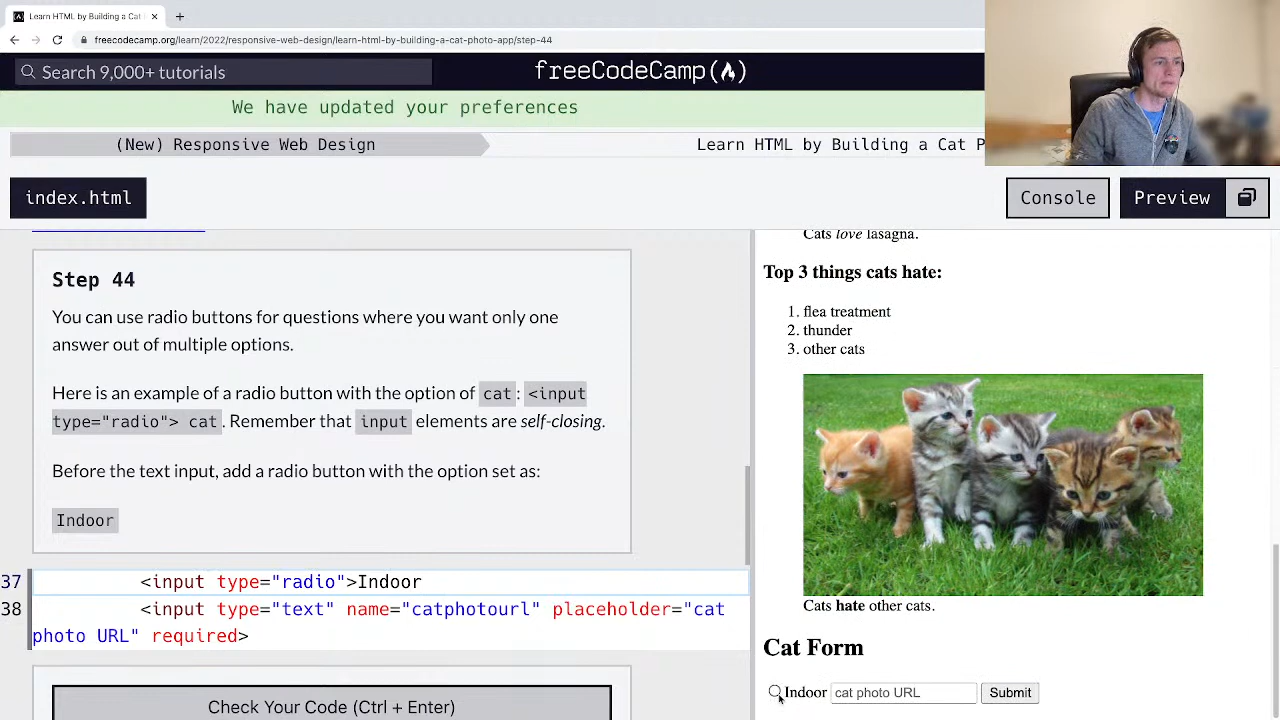 Learn HTML by Building a Cat
freecodecamp.org/learn/2022/responsive-web-design/learn-html-by-building-a-cat-photo-app/step-44
Search 9,000+ tutorials
freeCodeCamp
We have updated your preferences
(New) Responsive Web Design
Learn HTML by Building a Cat P
index.html
Console
Preview
Step 44
You can use radio buttons for questions where you want only one
answer out of multiple options.
Here is an example of a radio button with the option of cat: <input
type="radio"> cat. Remember that input elements are self-closing.
Before the text input, add a radio button with the option set as:
Indoor
37 <input type="radio">Indoor
38 <input type="text" name="catphotourl" placeholder="cat
photo URL" required>
Check Your Code (Ctrl + Enter)
Cats love lasagna.
Top 3 things cats hate:
1. flea treatment
2. thunder
3. other cats
Cats hate other cats.
Cat Form
Indoor cat photo URL Submit